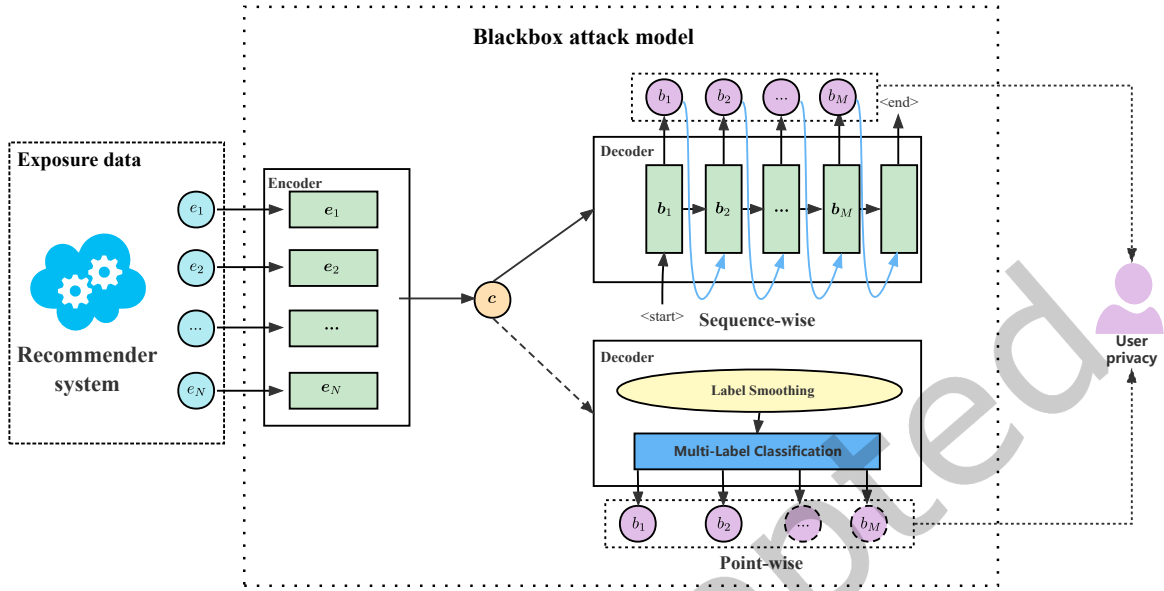 Blackbox attack model
Exposure data
Recommender
system
e1
e2
...
eN
Encoder
e1
e2
...
eN
c
b1
b2
...
bM
<end>
Decoder
b1
b2
...
bM
<start>
Sequence-wise
Decoder
Label Smoothing
Multi-Label Classification
b1
b2
...
bM
Point-wise
User
privacy